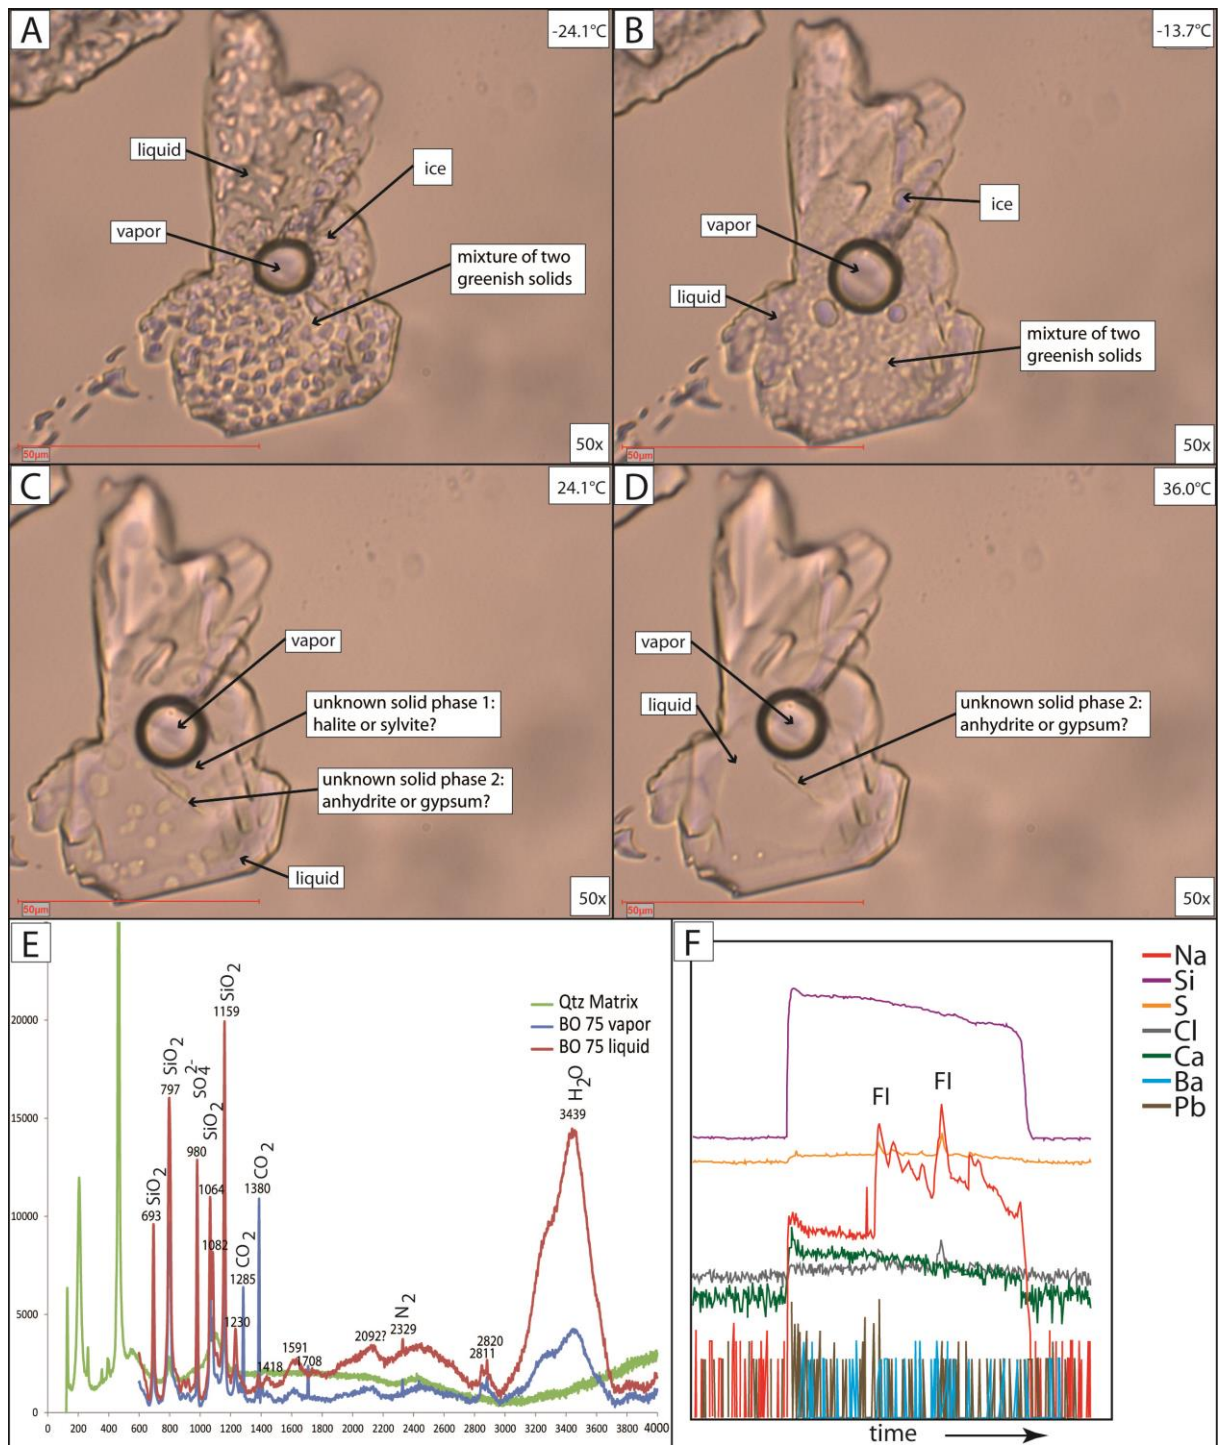 A
-24.1°C
liquid
ice
vapor
mixture of two
greenish solids
50µm
50x
B
-13.7°C
ice
vapor
liquid
mixture of two
greenish solids
50µm
50x
C
24.1°C
vapor
unknown solid phase 1:
halite or sylvite?
unknown solid phase 2:
anhydrite or gypsum?
liquid
50µm
50x
D
36.0°C
vapor
liquid
unknown solid phase 2:
anhydrite or gypsum?
50µm
50x
E
20000
15000
10000
5000
0
0 200 400 600 800 1000 1200 1400 1600 1800 2000 2200 2400 2600 2800 3000 3200 3400 3600 3800 4000
SiO2
693
SiO2
797
SO4 2-
980
SiO2
1064
1082
SiO2
1159
1230
CO2
1285
CO2
1380
1418
1591
1708
2092?
N2
2329
2820
2811
H2O
3439
Qtz Matrix
BO 75 vapor
BO 75 liquid
F
FI
FI
time
Na
Si
S
Cl
Ca
Ba
Pb